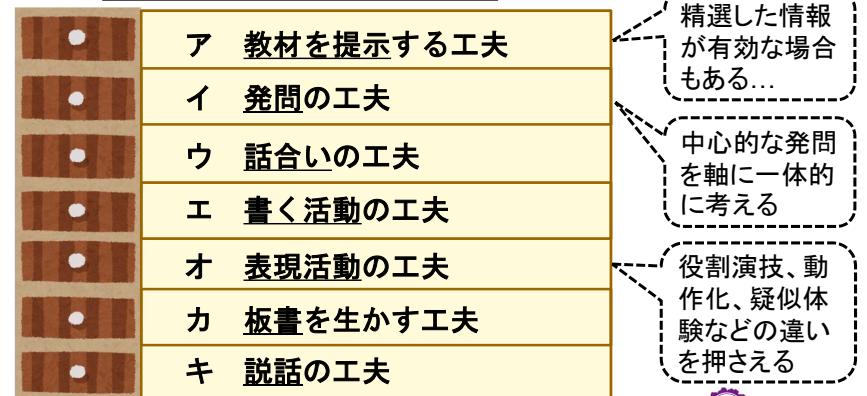 ア 教材を提示する工夫
イ 発問の工夫
ウ 話合いの工夫
エ 書く活動の工夫
オ 表現活動の工夫
カ 板書を生かす工夫
キ 説話の工夫
精選した情報
が有効な場合
もある…
中心的な発問
を軸に一体的
に考える
役割演技、動
作化、疑似体
験などの違い
を押さえる